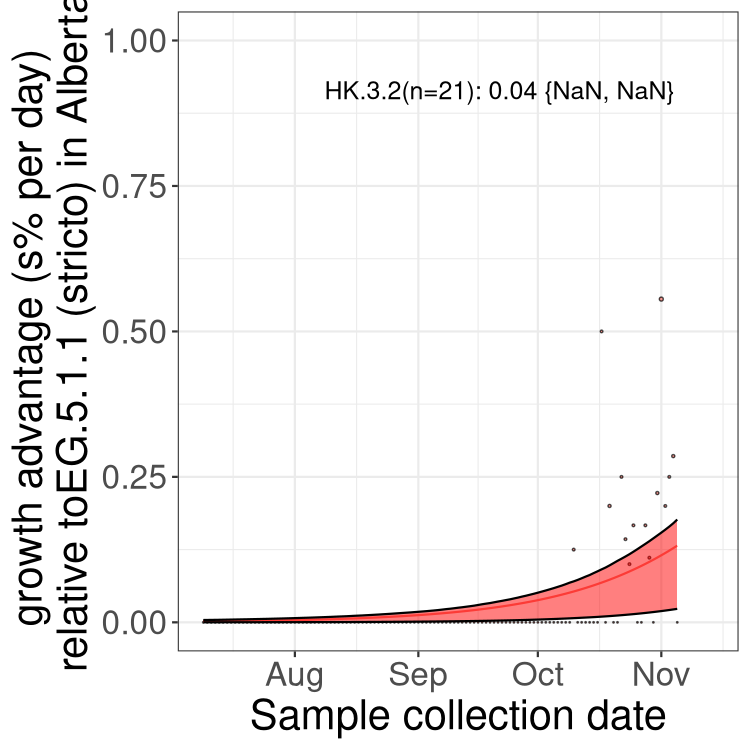 growth advantage (s% per day)
relative toEG.5.1.1 (stricto) in Alberta
1.00
0.75
0.50
0.25
0.00
HK.3.2(n=21): 0.04 {NaN, NaN}
Aug Sep Oct Nov
Sample collection date